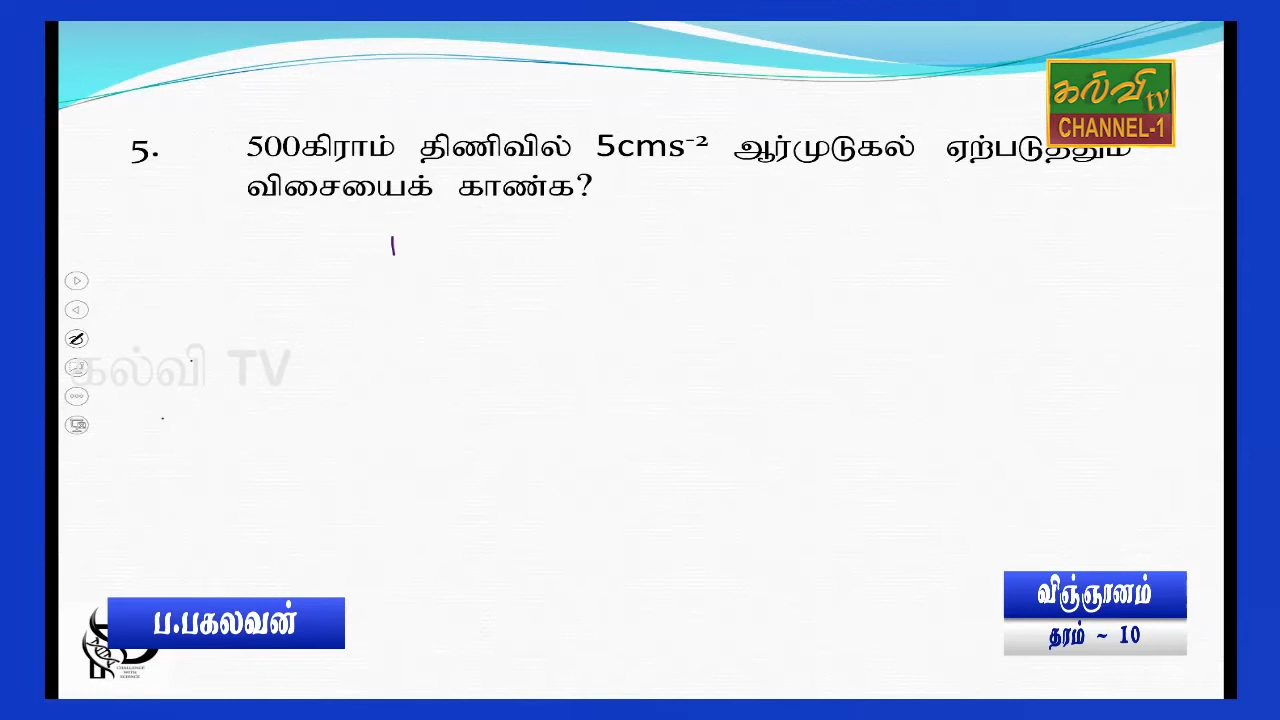 கல்வி tv
CHANNEL-1
5. 500கிராம் திணிவில் 5cms⁻² ஆர்முடுகல் ஏற்படுத்தும்
விசையைக் காண்க?
கல்வி TV
ப.பகலவன்
விஞ்ஞானம்
தரம் ~ 10